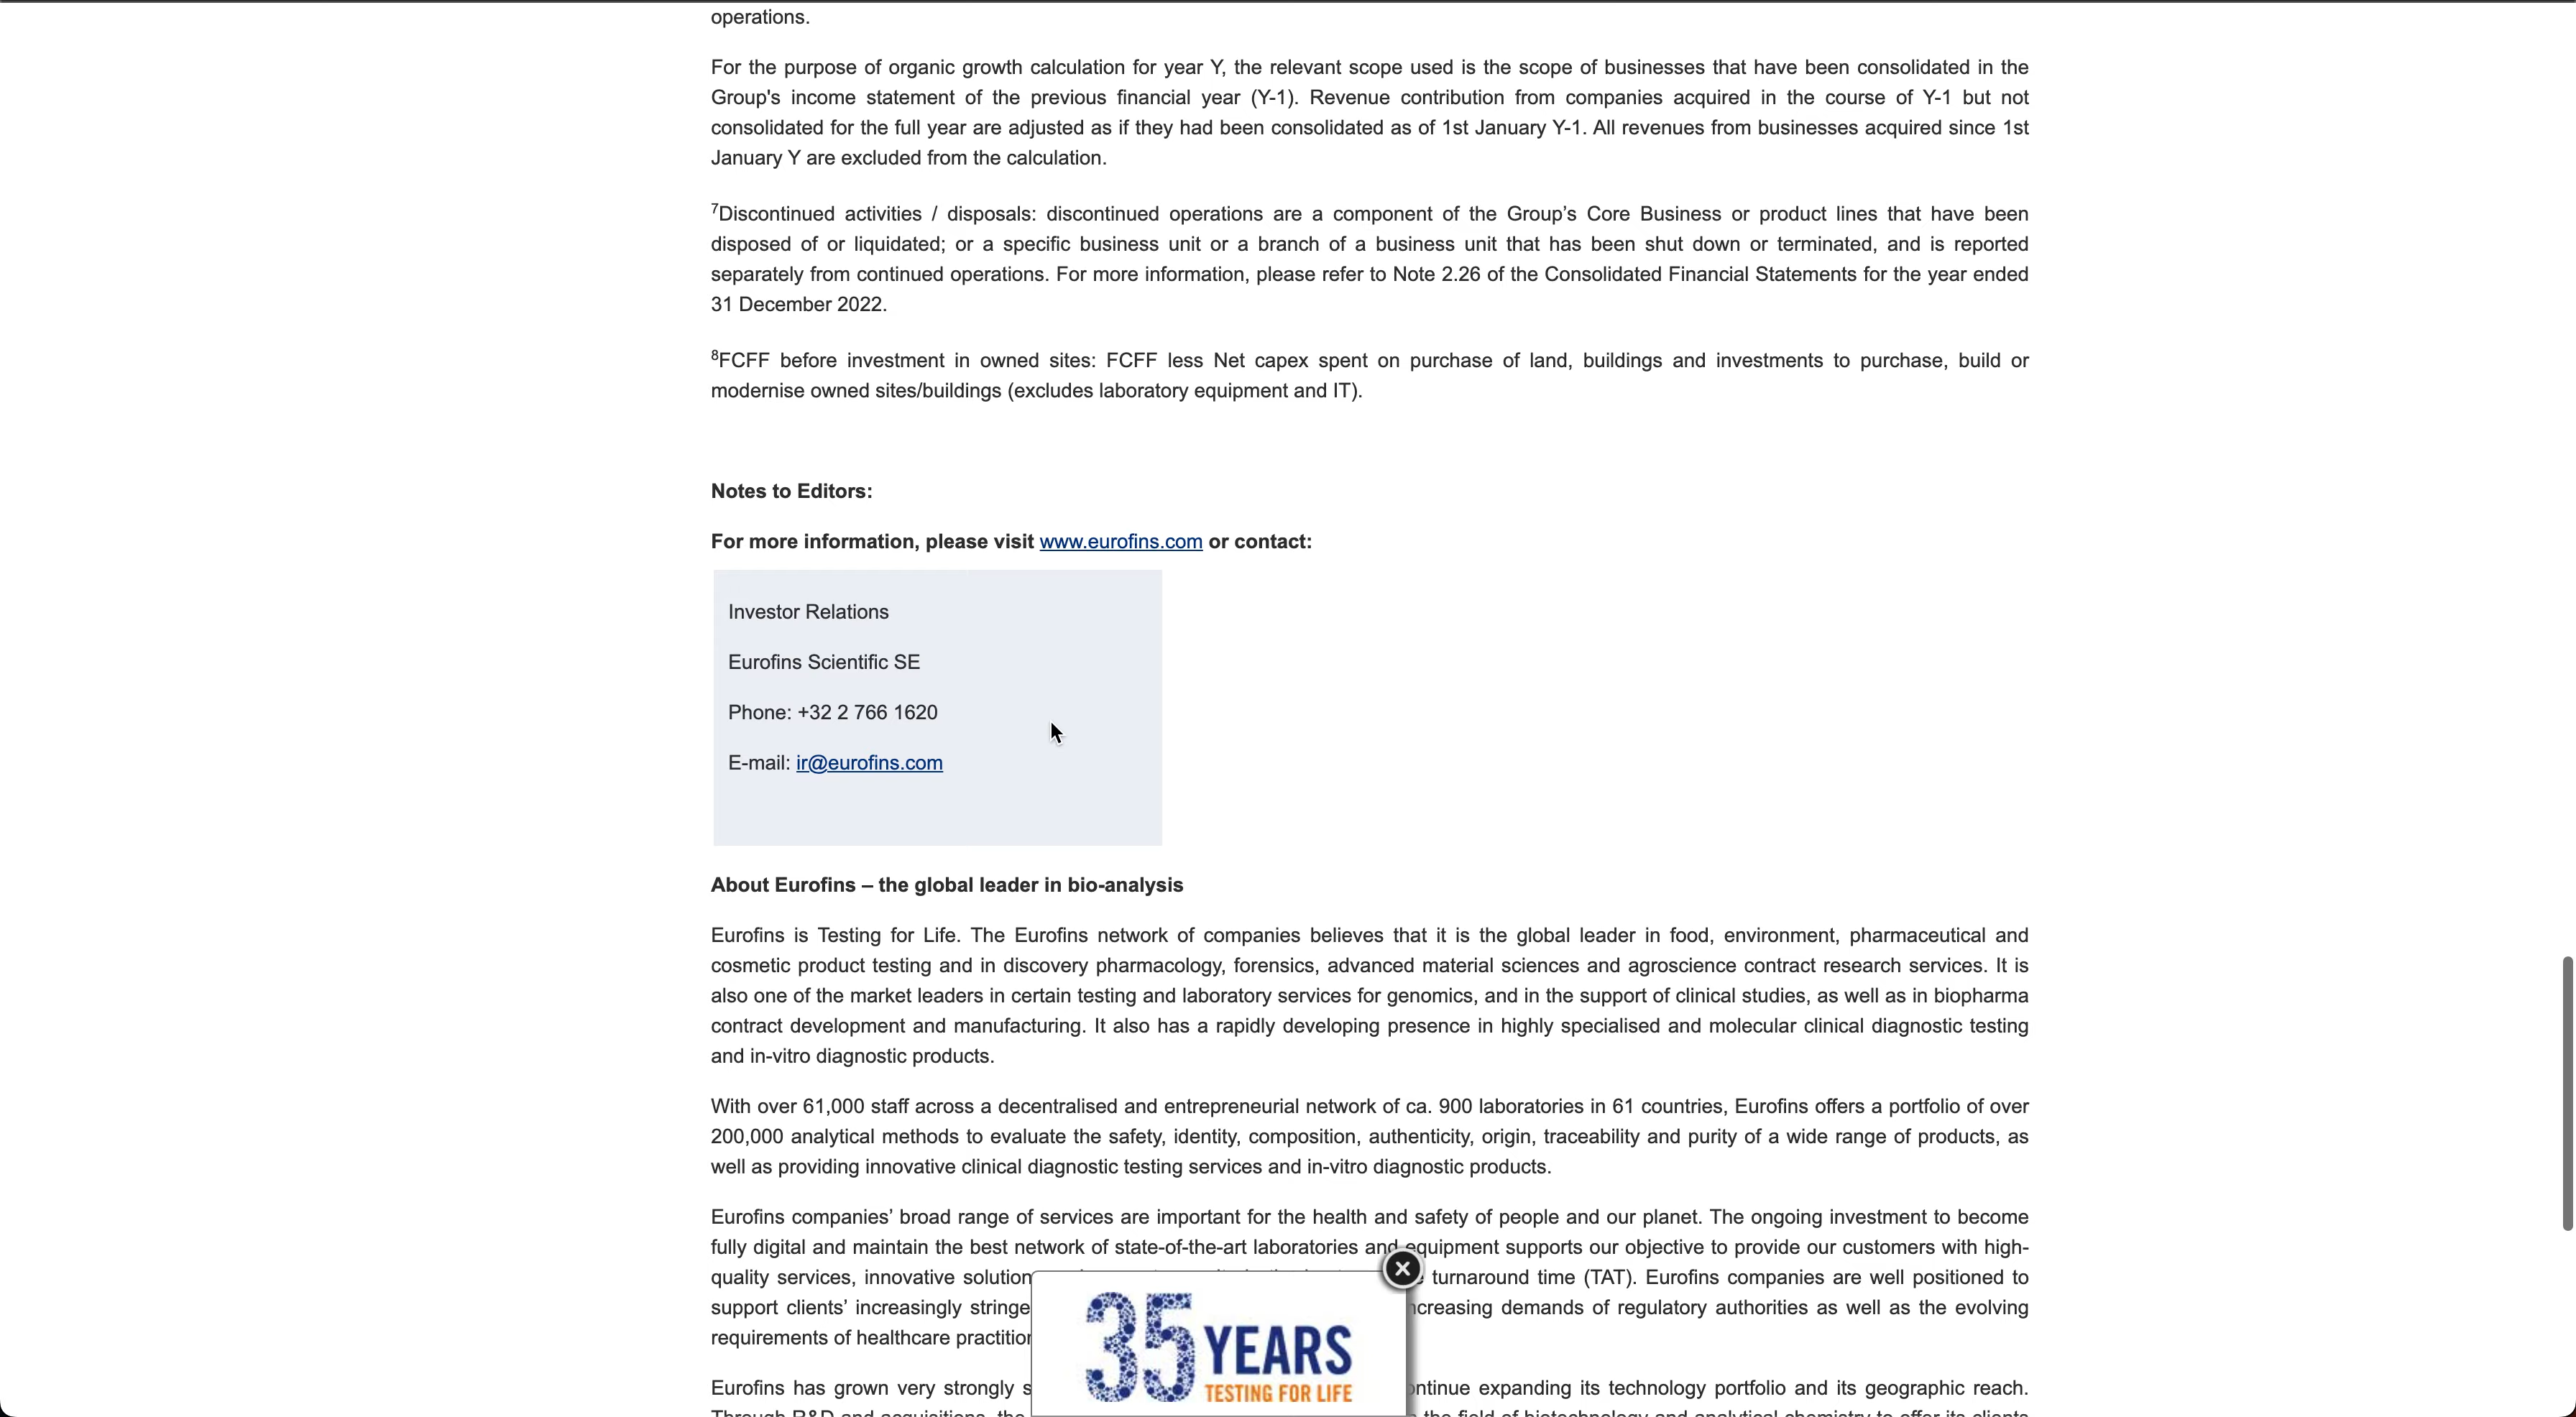 operations.
For the purpose of organic growth calculation for year Y, the relevant scope used is the scope of businesses that have been consolidated in the
Group's income statement of the previous financial year (Y-1). Revenue contribution from companies acquired in the course of Y-1 but not
consolidated for the full year are adjusted as if they had been consolidated as of 1st January Y-1. All revenues from businesses acquired since 1st
January Y are excluded from the calculation.
⁷Discontinued activities / disposals: discontinued operations are a component of the Group’s Core Business or product lines that have been
disposed of or liquidated; or a specific business unit or a branch of a business unit that has been shut down or terminated, and is reported
separately from continued operations. For more information, please refer to Note 2.26 of the Consolidated Financial Statements for the year ended
31 December 2022.
⁸FCFF before investment in owned sites: FCFF less Net capex spent on purchase of land, buildings and investments to purchase, build or
modernise owned sites/buildings (excludes laboratory equipment and IT).
Notes to Editors:
For more information, please visit www.eurofins.com or contact:
Investor Relations
Eurofins Scientific SE
Phone: +32 2 766 1620
E-mail: ir@eurofins.com
About Eurofins – the global leader in bio-analysis
Eurofins is Testing for Life. The Eurofins network of companies believes that it is the global leader in food, environment, pharmaceutical and
cosmetic product testing and in discovery pharmacology, forensics, advanced material sciences and agroscience contract research services. It is
also one of the market leaders in certain testing and laboratory services for genomics, and in the support of clinical studies, as well as in biopharma
contract development and manufacturing. It also has a rapidly developing presence in highly specialised and molecular clinical diagnostic testing
and in-vitro diagnostic products.
With over 61,000 staff across a decentralised and entrepreneurial network of ca. 900 laboratories in 61 countries, Eurofins offers a portfolio of over
200,000 analytical methods to evaluate the safety, identity, composition, authenticity, origin, traceability and purity of a wide range of products, as
well as providing innovative clinical diagnostic testing services and in-vitro diagnostic products.
Eurofins companies’ broad range of services are important for the health and safety of people and our planet. The ongoing investment to become
fully digital and maintain the best network of state-of-the-art laboratories and equipment supports our objective to provide our customers with high-
quality services, innovative solution turnaround time (TAT). Eurofins companies are well positioned to
support clients’ increasingly stringe ncreasing demands of regulatory authorities as well as the evolving
requirements of healthcare practitior
Eurofins has grown very strongly s ontinue expanding its technology portfolio and its geographic reach.
Through R&D and acquisitions, the the field of biotechnology and analytical chemistry to offer its clients
35 YEARS
TESTING FOR LIFE